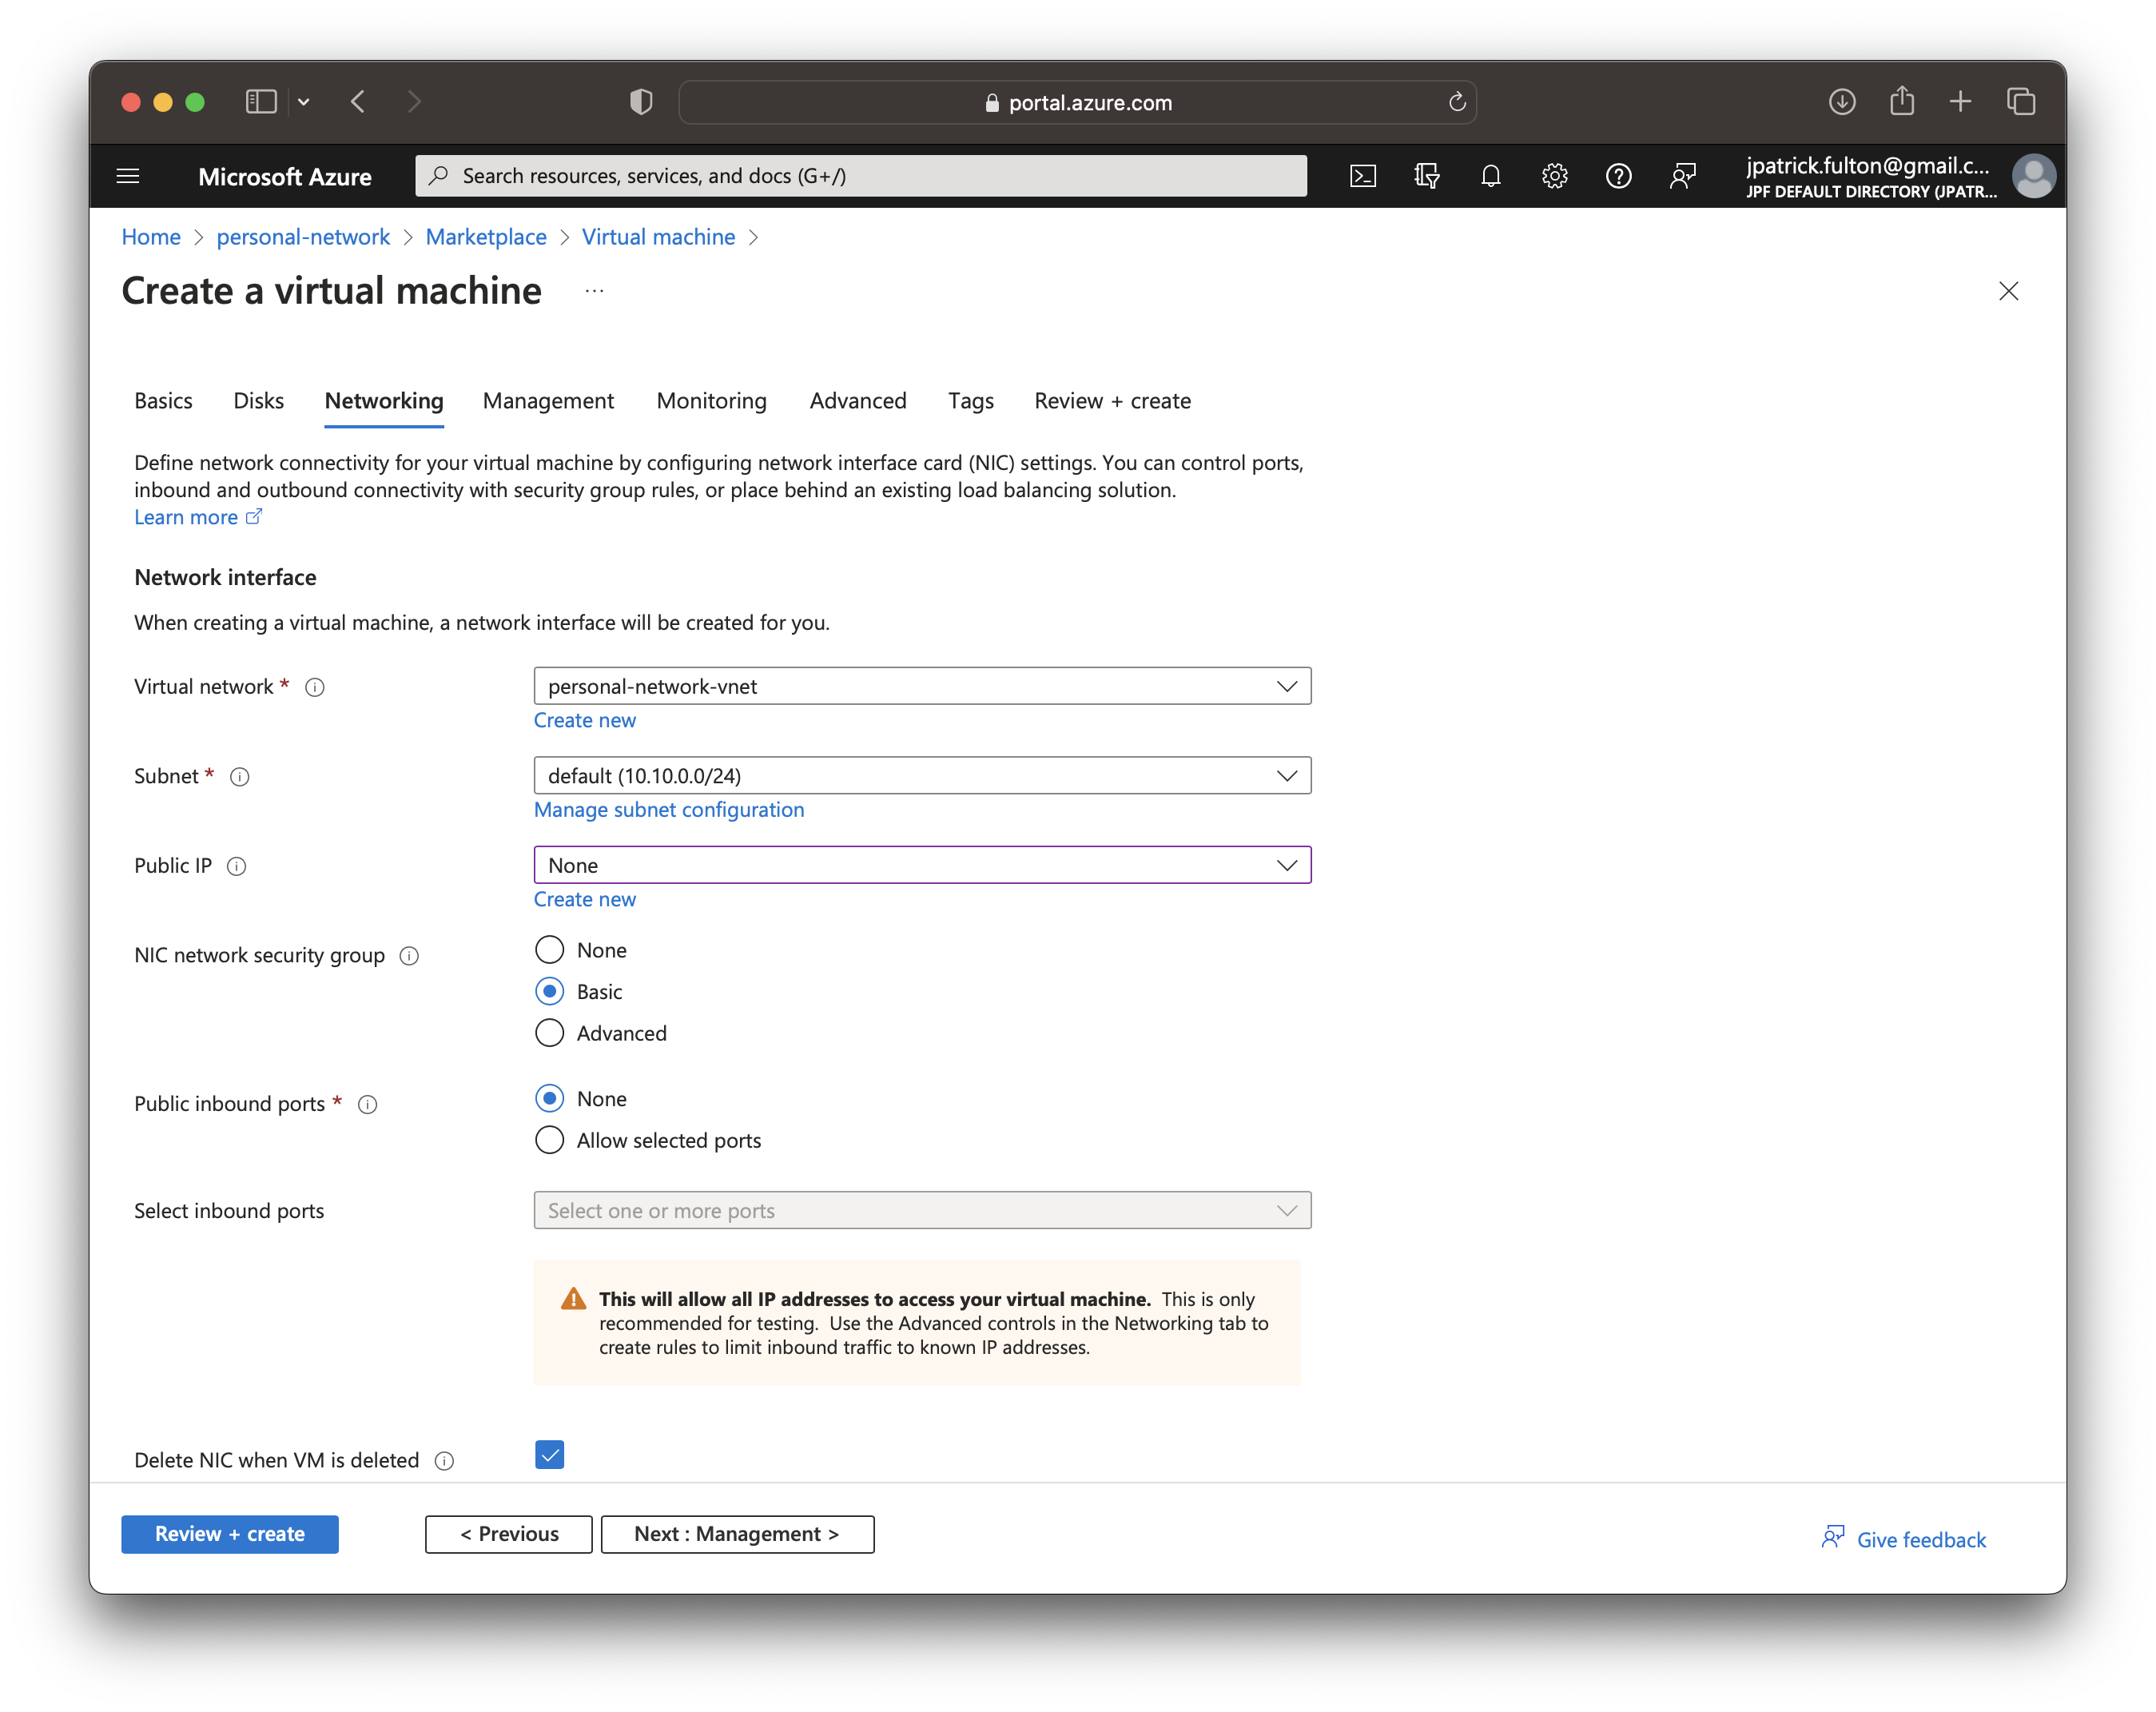 portal.azure.com
Microsoft Azure
Search resources, services, and docs (G+/)
jpatrick.fulton@gmail.c...
JPF DEFAULT DIRECTORY (JPATR...
Home > personal-network > Marketplace > Virtual machine >
Create a virtual machine ...
Basics Disks Networking Management Monitoring Advanced Tags Review + create
Define network connectivity for your virtual machine by configuring network interface card (NIC) settings. You can control ports,
inbound and outbound connectivity with security group rules, or place behind an existing load balancing solution.
Learn more
Network interface
When creating a virtual machine, a network interface will be created for you.
Virtual network * personal-network-vnet
Create new
Subnet * default (10.10.0.0/24)
Manage subnet configuration
Public IP None
Create new
NIC network security group
None
Basic
Advanced
Public inbound ports *
None
Allow selected ports
Select inbound ports Select one or more ports
This will allow all IP addresses to access your virtual machine. This is only
recommended for testing. Use the Advanced controls in the Networking tab to
create rules to limit inbound traffic to known IP addresses.
Delete NIC when VM is deleted
Review + create < Previous Next : Management > Give feedback